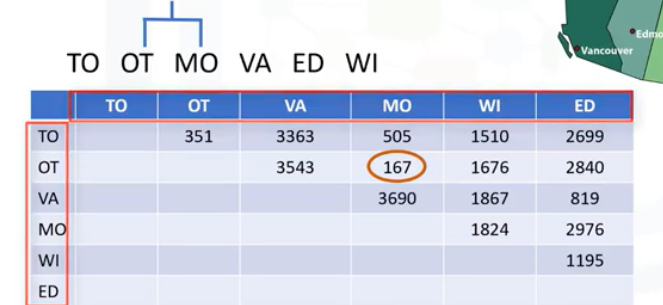 Edmo
Vancouver
TO OT MO VA ED WI
TO OT VA MO WI ED
TO 351 3363 505 1510 2699
OT 3543 167 1676 2840
VA 3690 1867 819
MO 1824 2976
WI 1195
ED